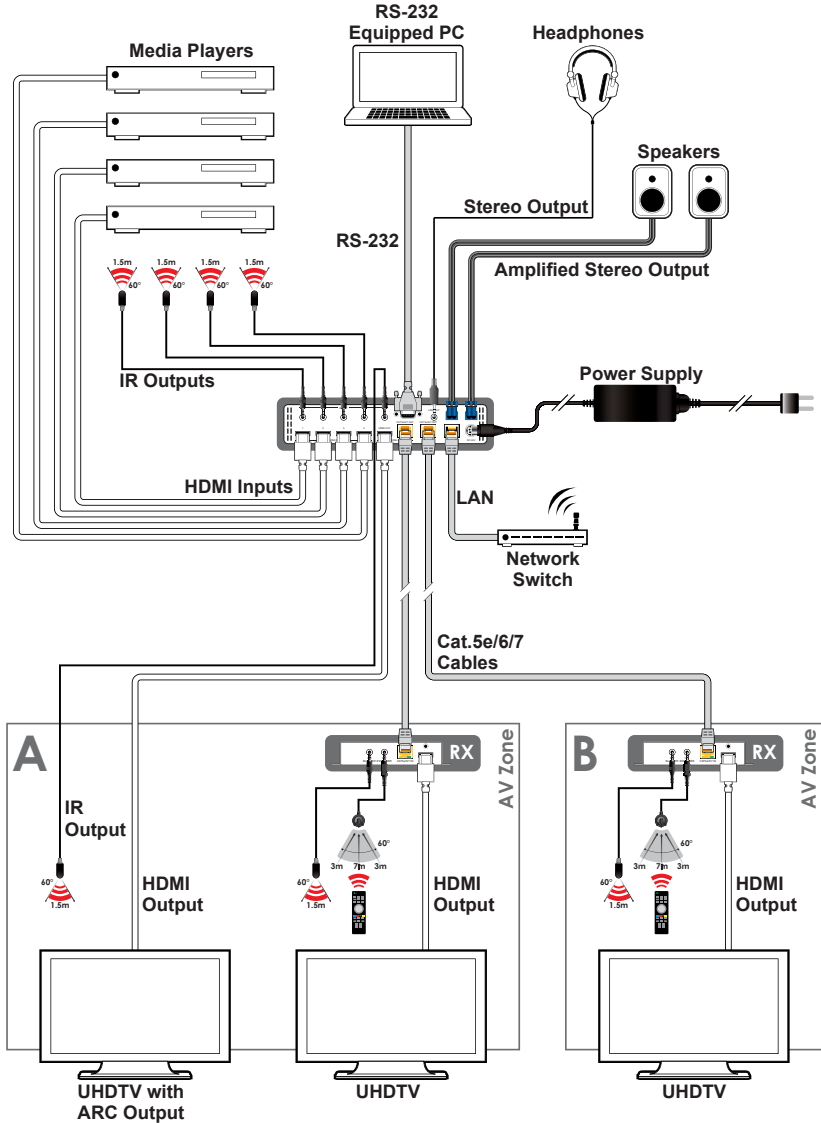 RS-232
Equipped PC
Headphones
Media Players
Speakers
Stereo Output
RS-232
Amplified Stereo Output
1.5m
60°
1.5m
60°
1.5m
60°
1.5m
60°
IR Outputs
Power Supply
HDMI Inputs
LAN
Network
Switch
Cat.5e/6/7
Cables
A
RX
AV Zone
B
RX
AV Zone
IR
Output
60°
1.5m
HDMI
Output
60°
3m
7m
3m
60°
1.5m
HDMI
Output
60°
3m
7m
3m
60°
1.5m
HDMI
Output
UHDTV with
ARC Output
UHDTV
UHDTV